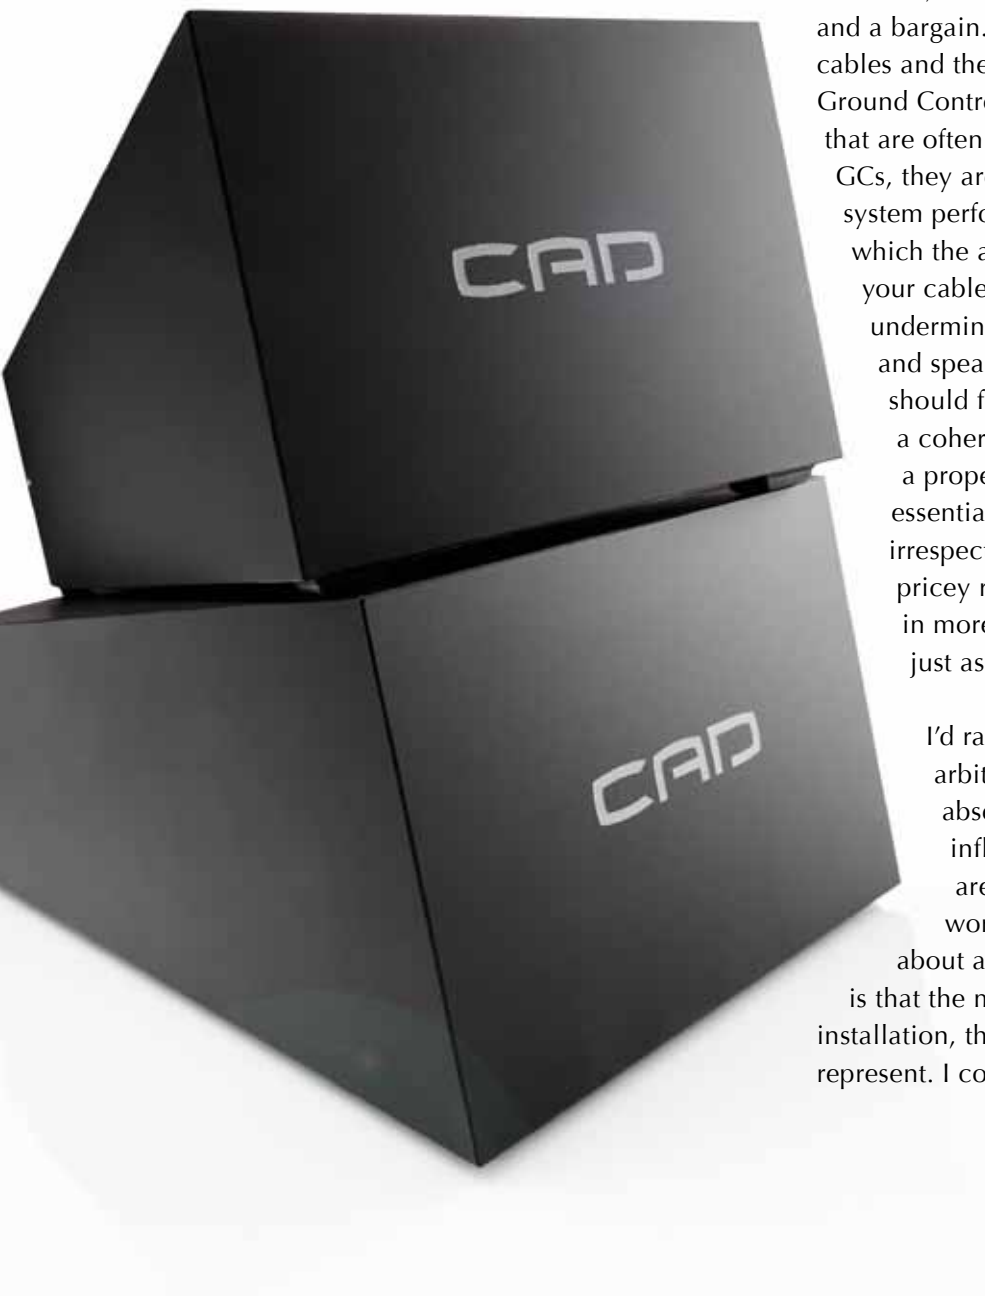 CAD
CAD
and a bargain.
cables and the
Ground Contr
that are often
GCs, they are
system perfo
which the a
your cable
undermin
and spea
should f
a coher
a prope
essentia
irrespec
pricey
in more
just as
I’d ra
arbit
abso
infl
are
wor
about a
is that the n
installation, th
represent. I co